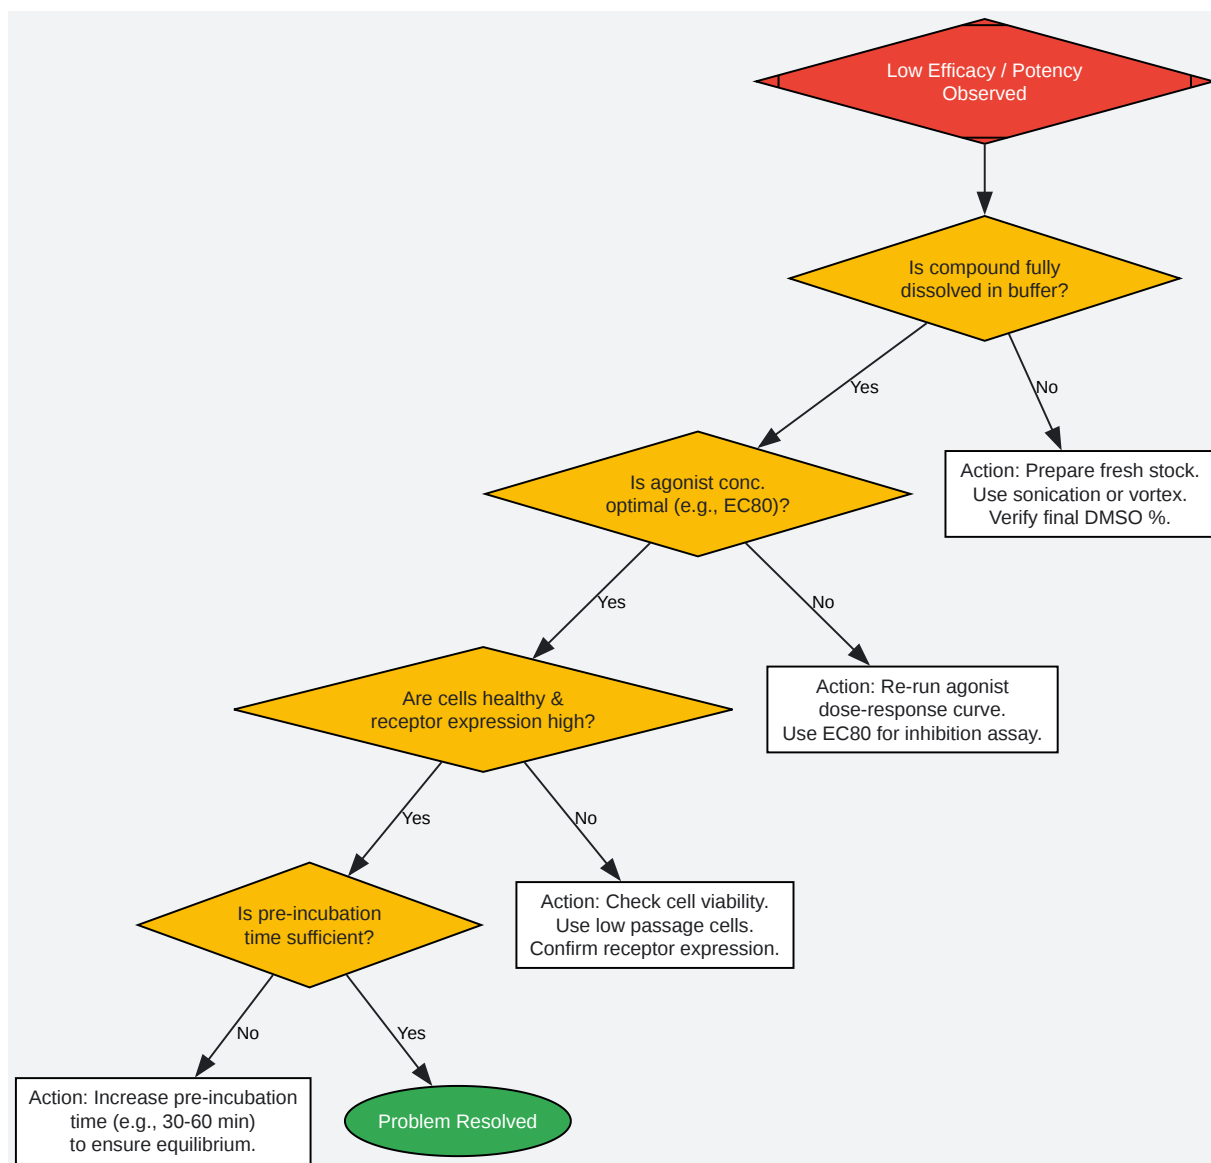 Low Efficacy / Potency
Observed
Is compound fully
dissolved in buffer?
Yes
No
Is agonist conc.
optimal (e.g., EC80)?
Action: Prepare fresh stock.
Use sonication or vortex.
Verify final DMSO %.
Yes
No
Are cells healthy &
receptor expression high?
Action: Re-run agonist
dose-response curve.
Use EC80 for inhibition assay.
Yes
No
Is pre-incubation
time sufficient?
Action: Check cell viability.
Use low passage cells.
Confirm receptor expression.
No
Yes
Action: Increase pre-incubation
time (e.g., 30-60 min)
to ensure equilibrium.
Problem Resolved